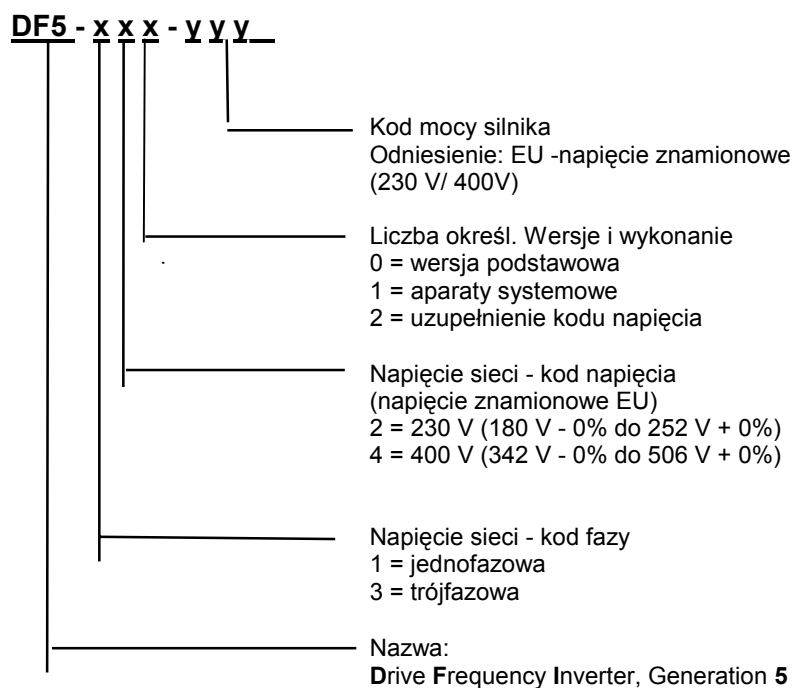 DF5 - x x x - y y y
Kod mocy silnika
Odniesienie: EU -napięcie znamionowe
(230 V/ 400V)
Liczba określ. Wersje i wykonanie
0 = wersja podstawowa
1 = aparaty systemowe
2 = uzupełnienie kodu napięcia
Napięcie sieci - kod napięcia
(napięcie znamionowe EU)
2 = 230 V (180 V - 0% do 252 V + 0%)
4 = 400 V (342 V - 0% do 506 V + 0%)
Napięcie sieci - kod fazy
1 = jednofazowa
3 = trójfazowa
Nazwa:
Drive Frequency Inverter, Generation 5